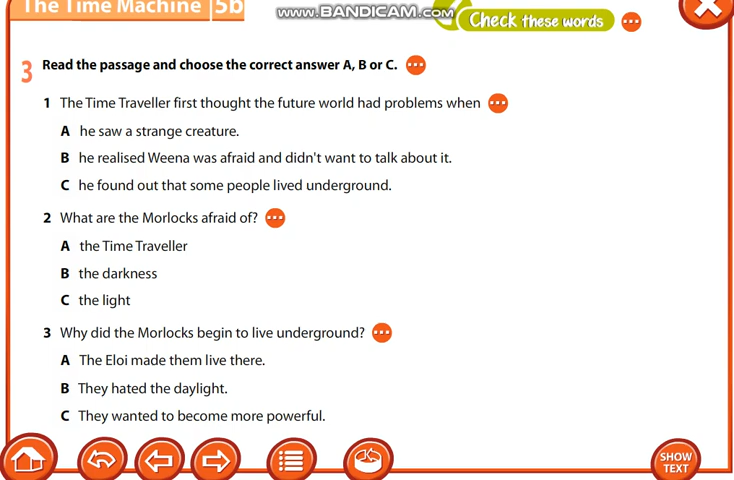 The Time Machine 5b
www.BANDICAM.com
Check these words
3 Read the passage and choose the correct answer A, B or C.
1 The Time Traveller first thought the future world had problems when
A he saw a strange creature.
B he realised Weena was afraid and didn't want to talk about it.
C he found out that some people lived underground.
2 What are the Morlocks afraid of?
A the Time Traveller
B the darkness
C the light
3 Why did the Morlocks begin to live underground?
A The Eloi made them live there.
B They hated the daylight.
C They wanted to become more powerful.
SHOW
TEXT